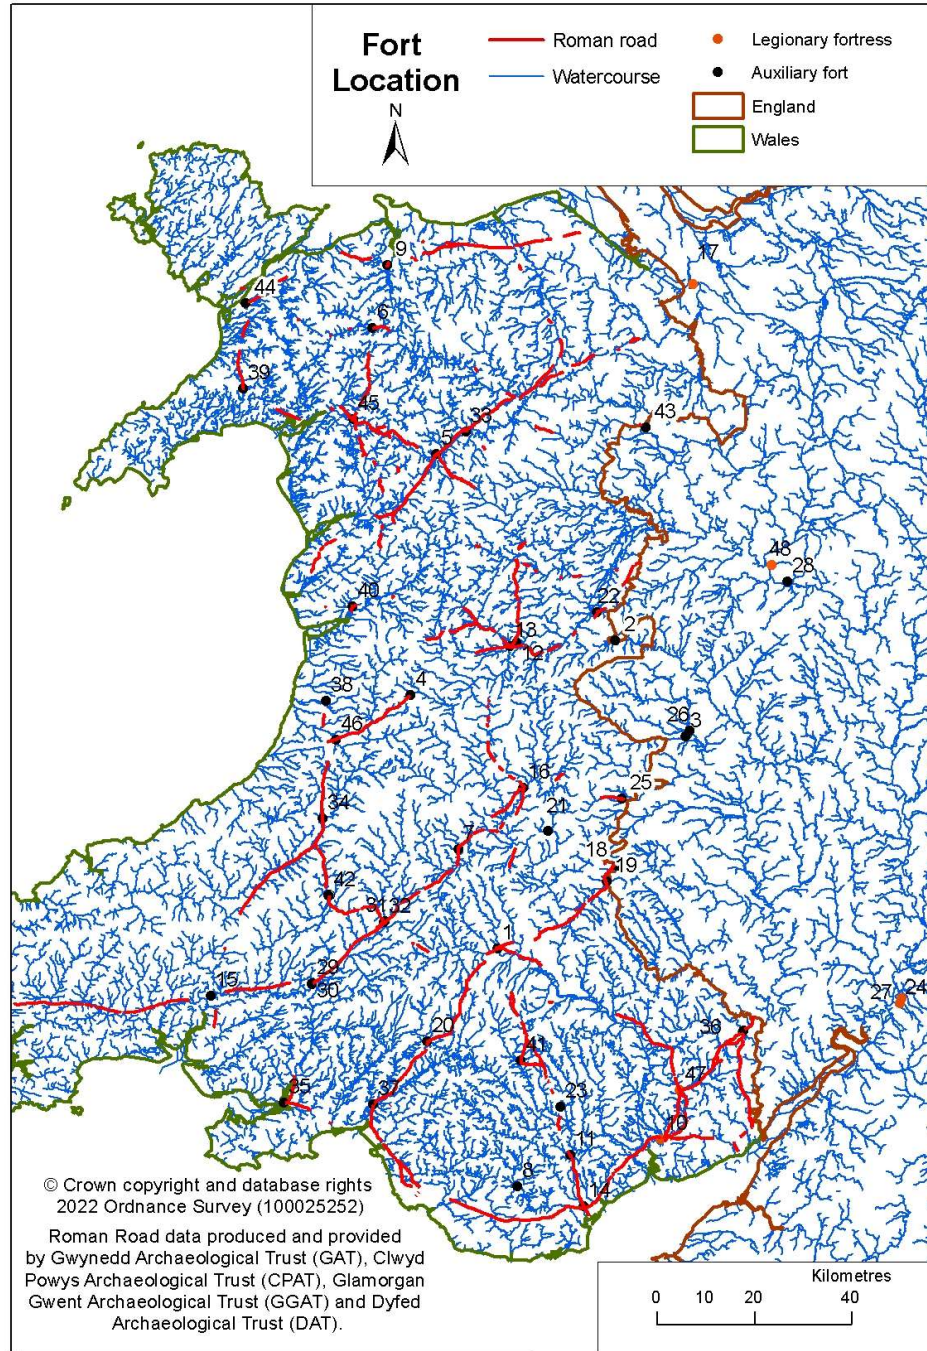 Fort
Location
N
Roman road
Watercourse
Legionary fortress
Auxiliary fort
England
Wales
17
9
44
6
39
45
33
5
43
48
28
40
22
13
2
12
38
4
26
3
46
16
25
34
21
7
18
19
42
31
32
1
29
30
15
27
24
20
36
41
35
37
47
23
10
11
8
14
© Crown copyright and database rights
2022 Ordnance Survey (100025252)
Roman Road data produced and provided
by Gwynedd Archaeological Trust (GAT), Clwyd
Powys Archaeological Trust (CPAT), Glamorgan
Gwent Archaeological Trust (GGAT) and Dyfed
Archaeological Trust (DAT).
Kilometres
0 10 20 40